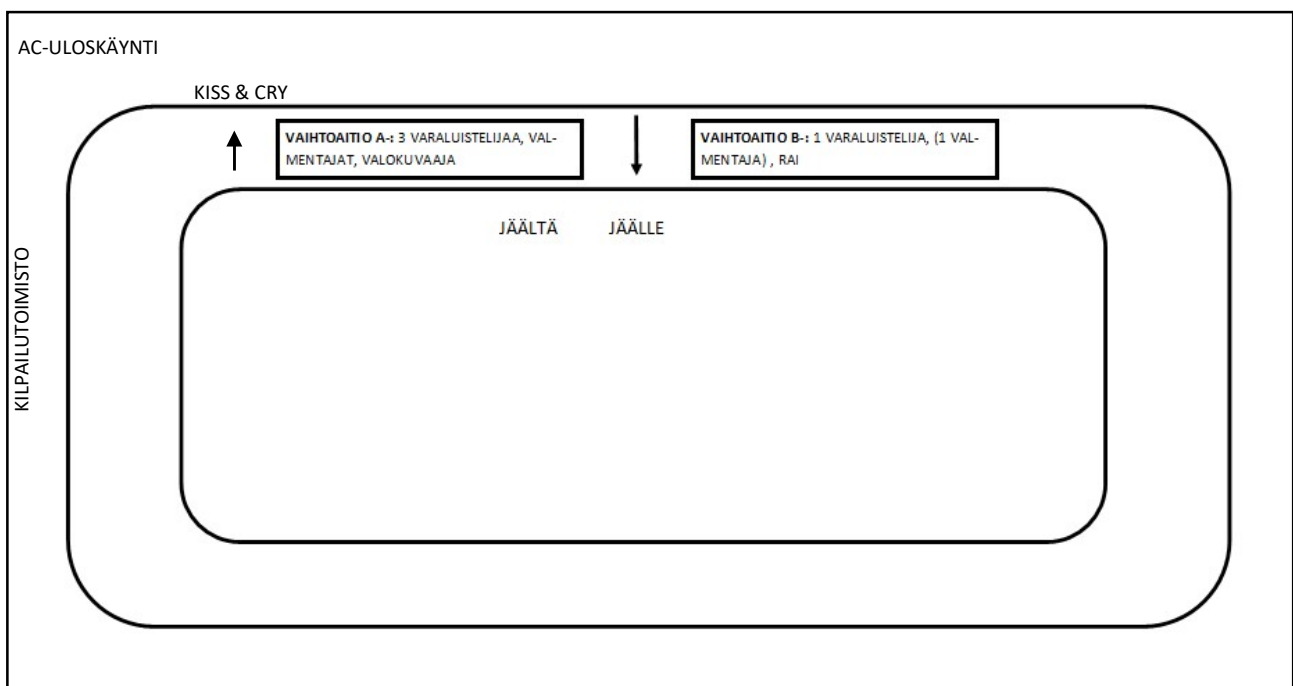 AC-ULOSKÄYNTI
KISS & CRY
VAIHTOAITIO A-: 3 VARALUISTELIJAA, VAL-
MENTAJAT, VALOKUVAAJA
VAIHTOAITIO B-: 1 VARALUISTELIJA, (1 VAL-
MENTAJA) , RAI
JÄÄLTÄ JÄÄLLE
KILPAILUTOIMISTO